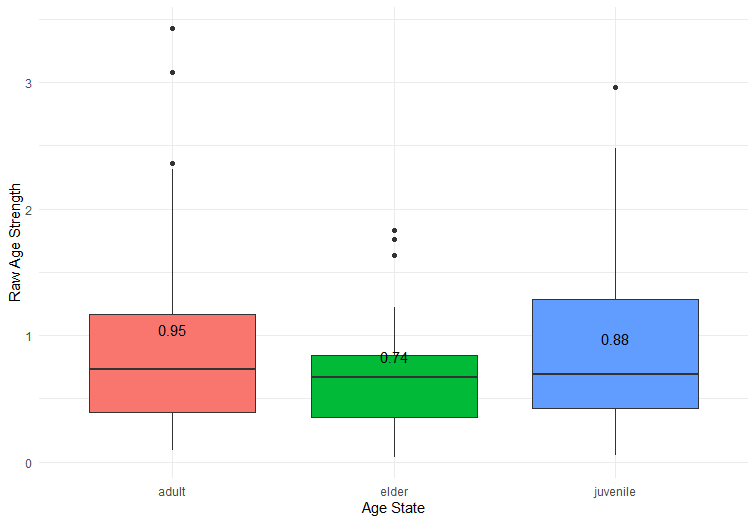 3
2
1
0
Raw Age Strength
0.95
0.74
0.88
adult
elder
juvenile
Age State